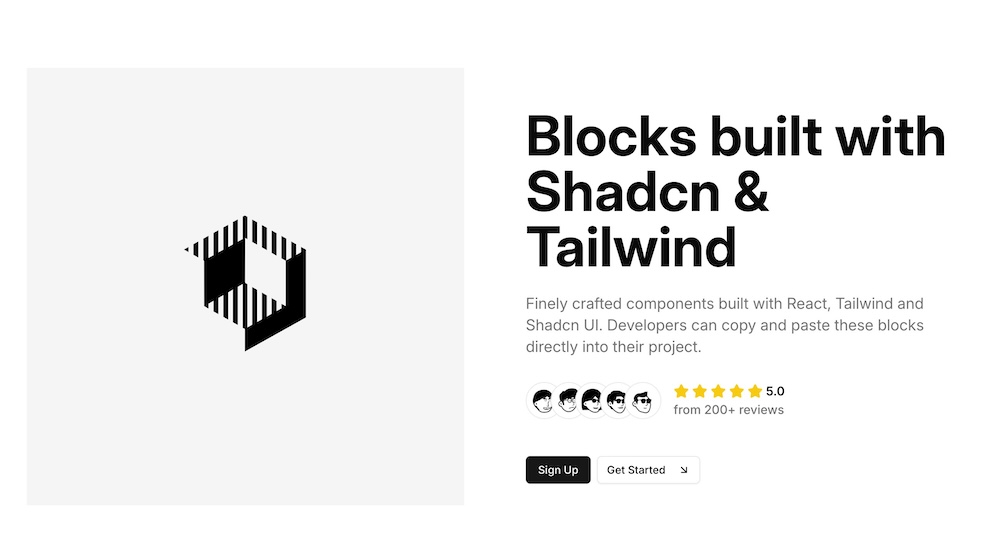 Blocks built with
Shadcn &
Tailwind
Finely crafted components built with React, Tailwind and
Shadcn UI. Developers can copy and paste these blocks
directly into their project.
5.0
from 200+ reviews
Sign Up
Get Started